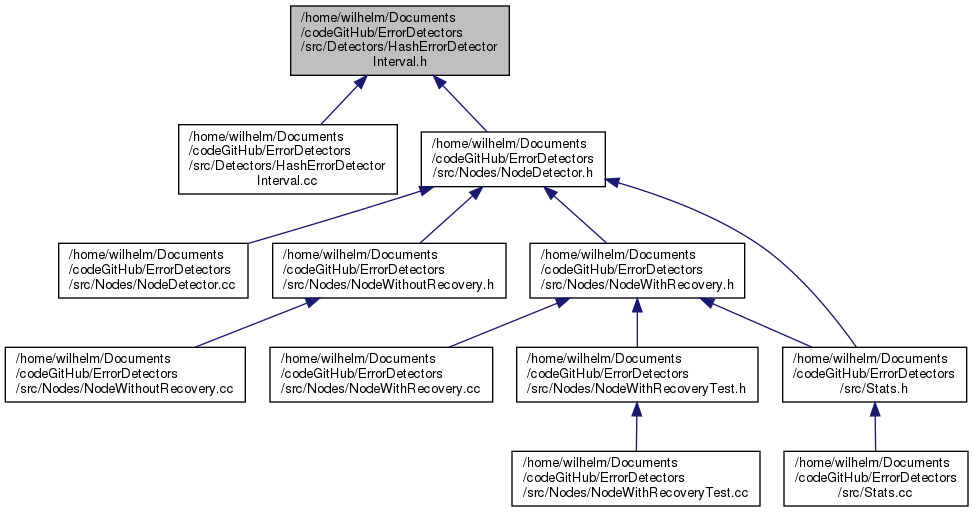 /home/wilhelm/Documents
/codeGitHub/ErrorDetectors
/src/Detectors/HashErrorDetector
Interval.h
/home/wilhelm/Documents
/codeGitHub/ErrorDetectors
/src/Detectors/HashErrorDetector
Interval.cc
/home/wilhelm/Documents
/codeGitHub/ErrorDetectors
/src/Nodes/NodeDetector.h
/home/wilhelm/Documents
/codeGitHub/ErrorDetectors
/src/Nodes/NodeDetector.cc
/home/wilhelm/Documents
/codeGitHub/ErrorDetectors
/src/Nodes/NodeWithoutRecovery.h
/home/wilhelm/Documents
/codeGitHub/ErrorDetectors
/src/Nodes/NodeWithRecovery.h
/home/wilhelm/Documents
/codeGitHub/ErrorDetectors
/src/Nodes/NodeWithoutRecovery.cc
/home/wilhelm/Documents
/codeGitHub/ErrorDetectors
/src/Nodes/NodeWithRecovery.cc
/home/wilhelm/Documents
/codeGitHub/ErrorDetectors
/src/Nodes/NodeWithRecoveryTest.h
/home/wilhelm/Documents
/codeGitHub/ErrorDetectors
/src/Stats.h
/home/wilhelm/Documents
/codeGitHub/ErrorDetectors
/src/Nodes/NodeWithRecoveryTest.cc
/home/wilhelm/Documents
/codeGitHub/ErrorDetectors
/src/Stats.cc